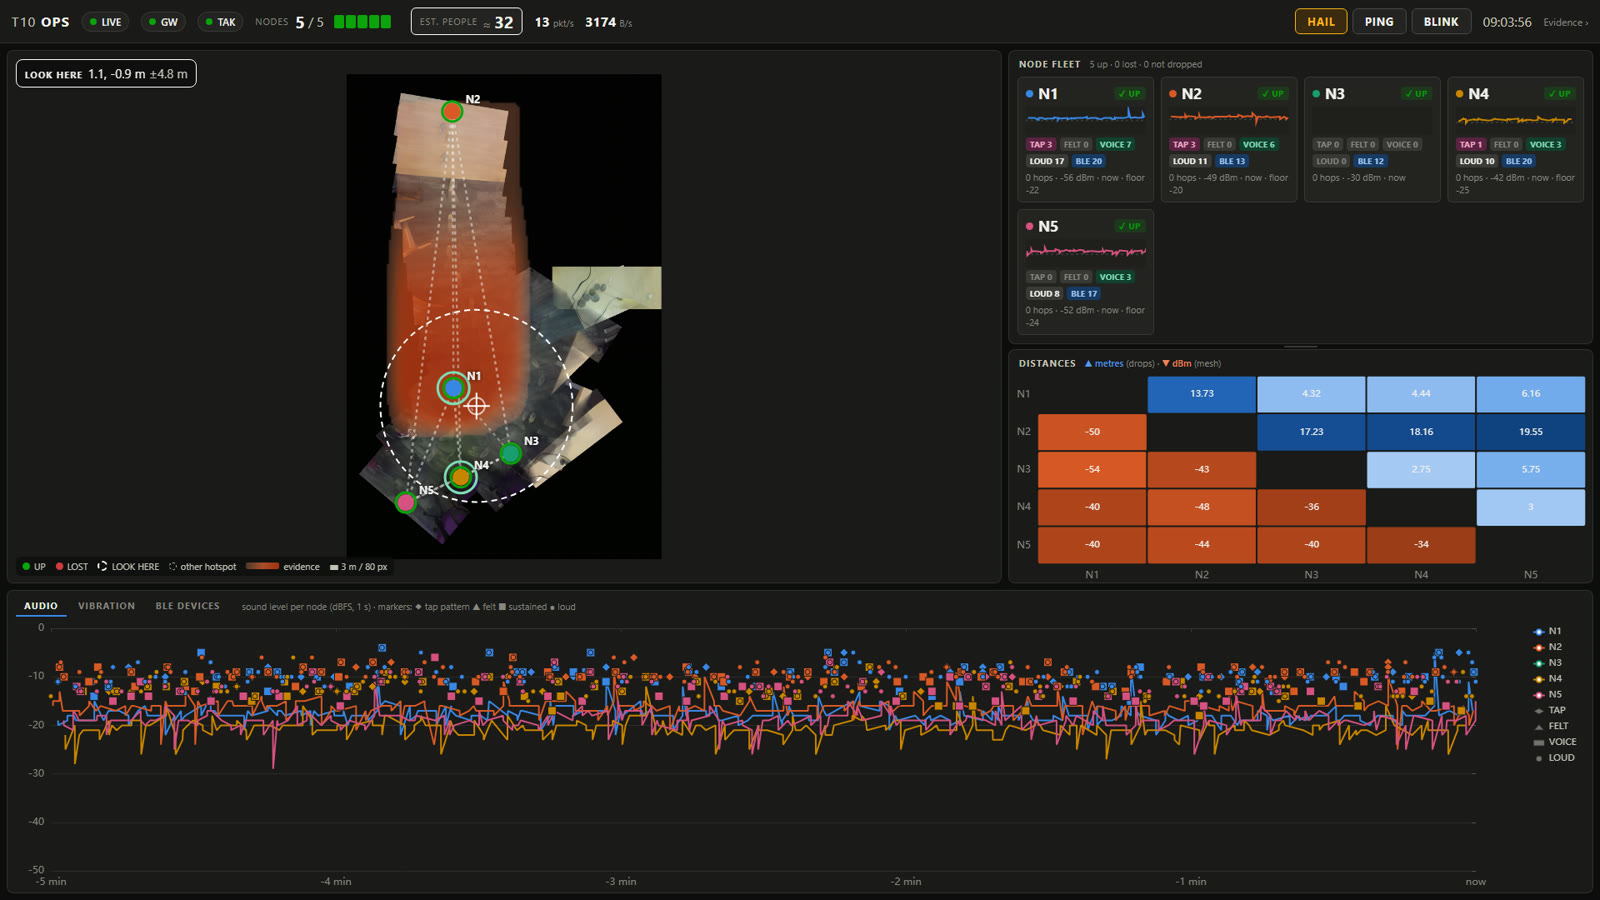 T10 OPS LIVE GW TAK NODES 5 / 5 EST. PEOPLE ≈ 32 13 pkt/s 3174 B/s HAIL PING BLINK 09:03:56 Evidence ›
LOOK HERE 1.1, -0.9 m ±4.8 m
N2
N1
N3
N4
N5
UP LOST LOOK HERE other hotspot evidence 3 m / 80 px
NODE FLEET 5 up · 0 lost · 0 not dropped
N1 ✓ UP
TAP 3 FELT 0 VOICE 7
LOUD 17 BLE 20
0 hops · -56 dBm · now · floor
-22
N2 ✓ UP
TAP 3 FELT 0 VOICE 6
LOUD 11 BLE 13
0 hops · -49 dBm · now · floor
-20
N3 ✓ UP
TAP 0 FELT 0 VOICE 0
LOUD 0 BLE 12
0 hops · -30 dBm · now
N4 ✓ UP
TAP 1 FELT 0 VOICE 3
LOUD 10 BLE 20
0 hops · -42 dBm · now · floor
-25
N5 ✓ UP
TAP 0 FELT 0 VOICE 3
LOUD 8 BLE 17
0 hops · -52 dBm · now · floor
-24
DISTANCES ▲ metres (drops) · ▼ dBm (mesh)
N1 13.73 4.32 4.44 6.16
N2 -50 17.23 18.16 19.55
N3 -54 -43 2.75 5.75
N4 -40 -48 -36 3
N5 -40 -44 -40 -34
N1 N2 N3 N4 N5
AUDIO VIBRATION BLE DEVICES sound level per node (dBFS, 1 s) · markers: ◆ tap pattern ▲ felt ■ sustained ● loud
0
-10
-20
-30
-40
-50
-5 min -4 min -3 min -2 min -1 min now
N1
N2
N3
N4
N5
TAP
FELT
VOICE
LOUD